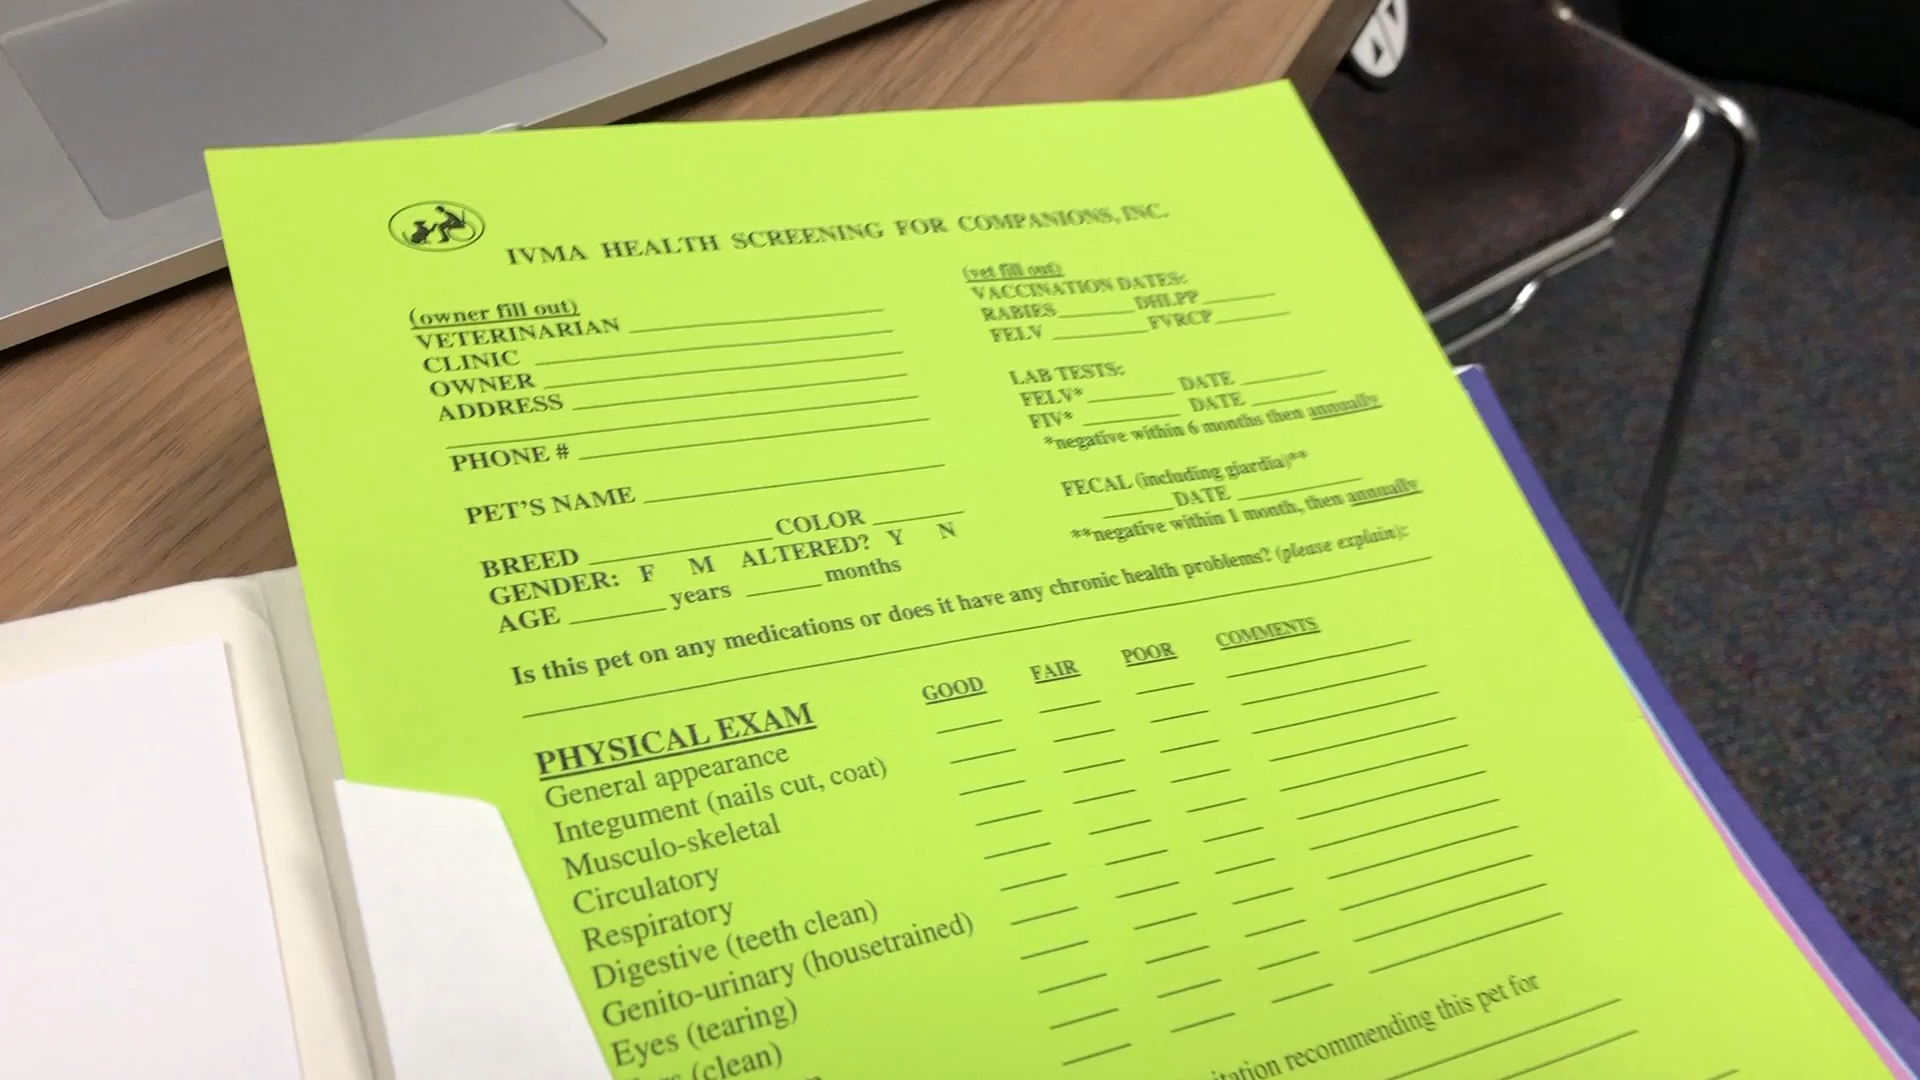 IVMA HEALTH SCREENING FOR COMPANIONS, INC.
(owner fill out)
VETERINARIAN
CLINIC
OWNER
ADDRESS
PHONE #
PET'S NAME
BREED COLOR
GENDER: F M ALTERED? Y N
AGE years months
(vet fill out)
VACCINATION DATES:
RABIES DHLPP
FELV FVRCP
LAB TESTS:
FELV* DATE
FIV* DATE
*negative within 6 months then annually
FECAL (including giardia)**
DATE
**negative within 1 month, then annually
Is this pet on any medications or does it have any chronic health problems? (please explain):
PHYSICAL EXAM GOOD FAIR POOR COMMENTS
General appearance
Integument (nails cut, coat)
Musculo-skeletal
Circulatory
Respiratory
Digestive (teeth clean)
Genito-urinary (housetrained)
Eyes (tearing)
(clean)
recommending this pet for